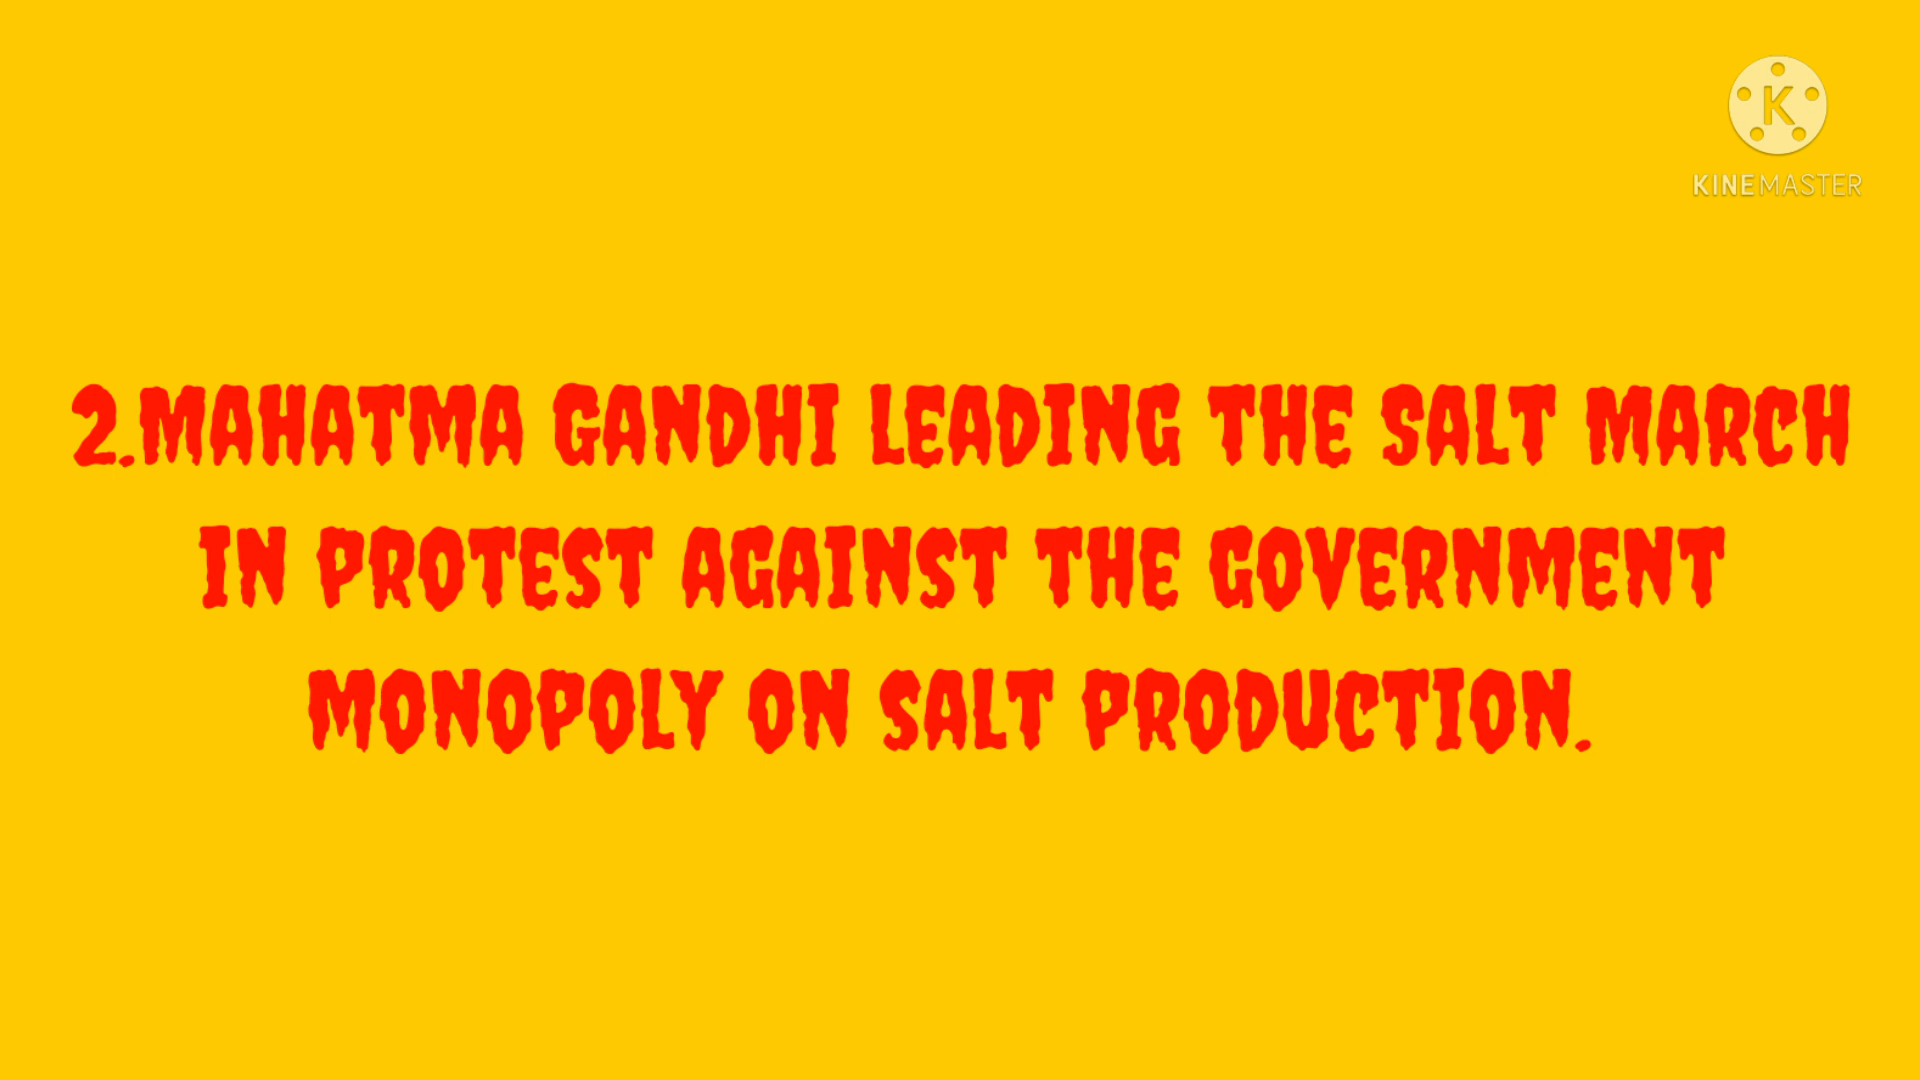 K
KINEMASTER
2.MAHATMA GANDHI LEADING THE SALT MARCH
IN PROTEST AGAINST THE GOVERNMENT
MONOPOLY ON SALT PRODUCTION.